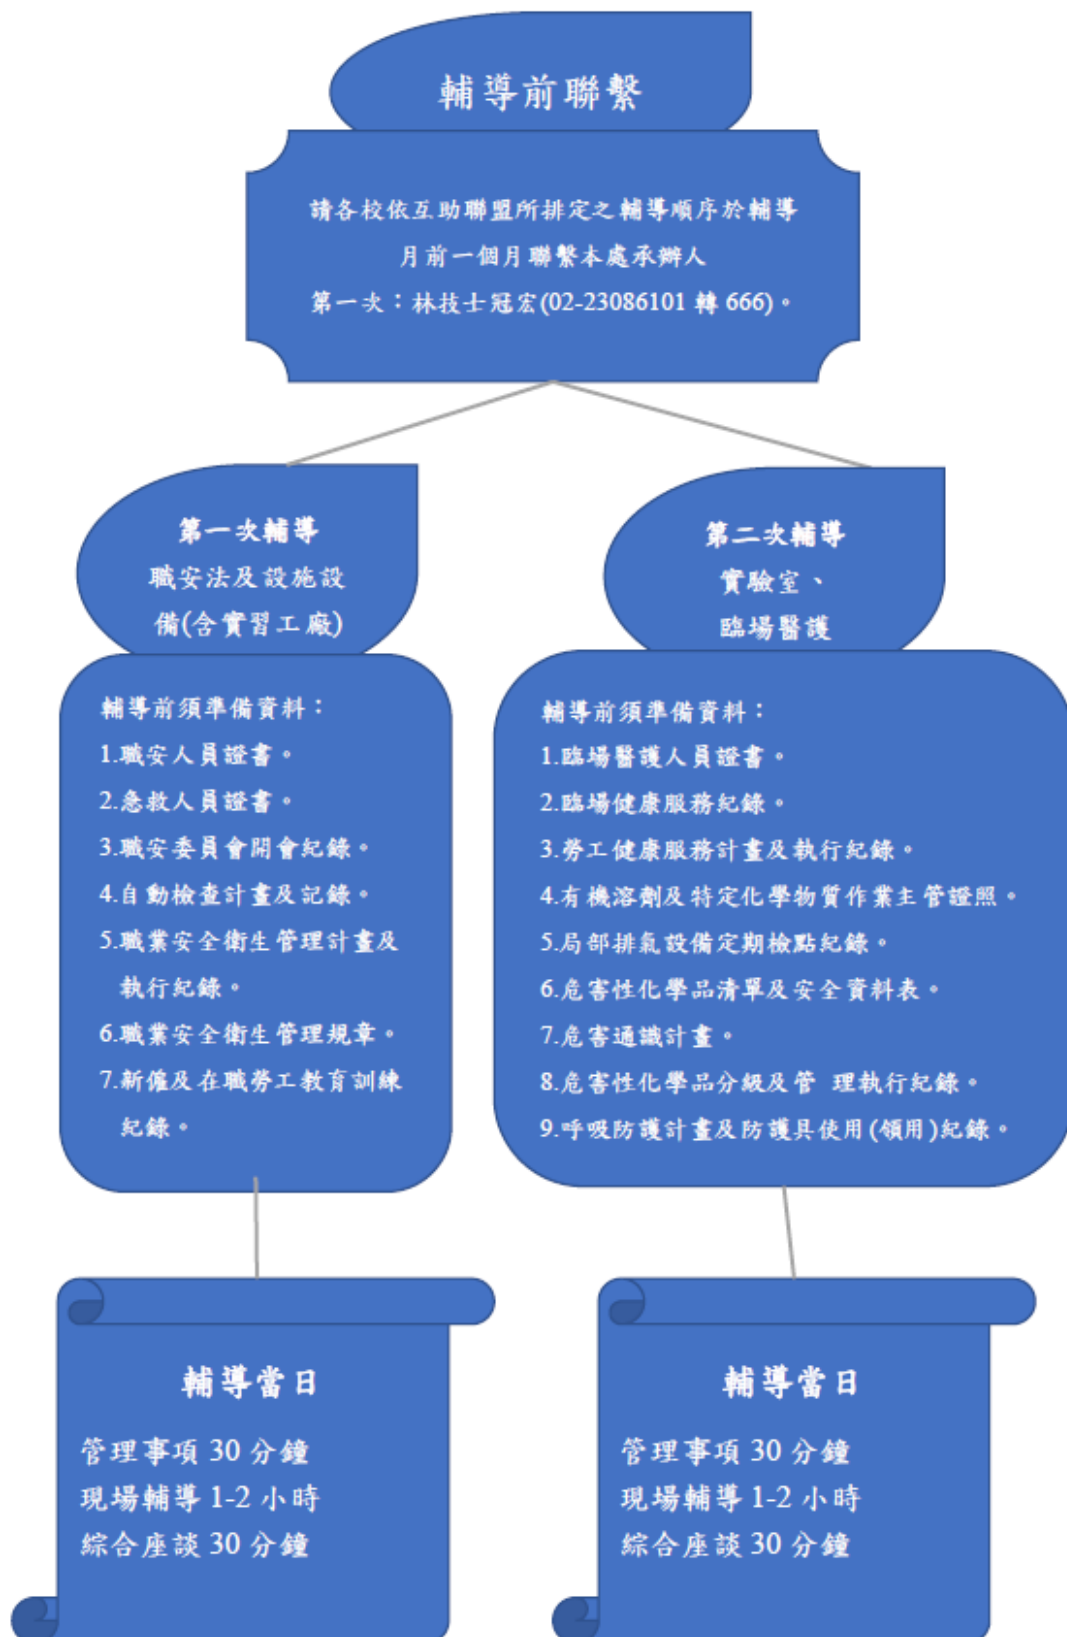 輔導前聯繫
請各校依互助聯盟所排定之輔導順序於輔導
月前一個月聯繫本處承辦人
第一次：林技士冠宏(02-23086101 轉 666)。
第一次輔導
職安法及設施設
備(含實習工廠)
輔導前須準備資料：
1.職安人員證書。
2.急救人員證書。
3.職安委員會開會紀錄。
4.自動檢查計畫及記錄。
5.職業安全衛生管理計畫及
執行紀錄。
6.職業安全衛生管理規章。
7.新僱及在職勞工教育訓練
紀錄。
輔導當日
管理事項 30 分鐘
現場輔導 1-2 小時
綜合座談 30 分鐘
第二次輔導
實驗室、
臨場醫護
輔導前須準備資料：
1.臨場醫護人員證書。
2.臨場健康服務紀錄。
3.勞工健康服務計畫及執行紀錄。
4.有機溶劑及特定化學物質作業主管證照。
5.局部排氣設備定期檢點紀錄。
6.危害性化學品清單及安全資料表。
7.危害通識計畫。
8.危害性化學品分級及管 理執行紀錄。
9.呼吸防護計畫及防護具使用(領用)紀錄。
輔導當日
管理事項 30 分鐘
現場輔導 1-2 小時
綜合座談 30 分鐘